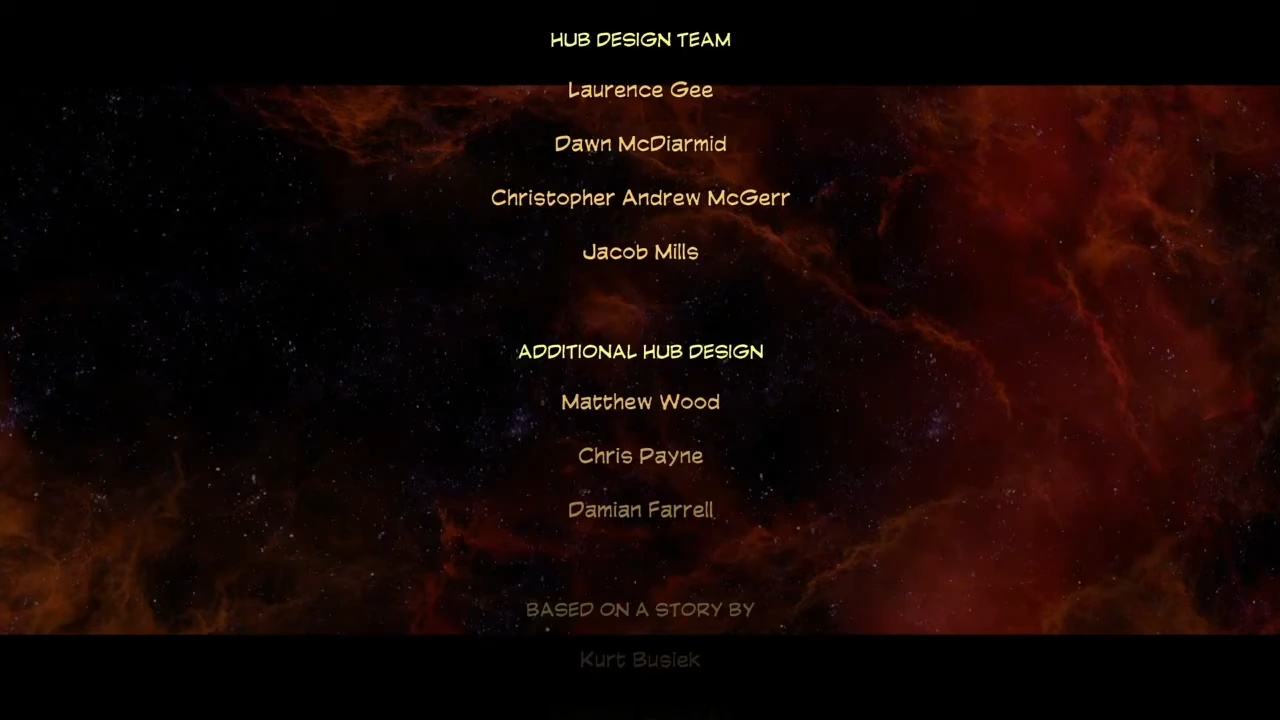 HUB DESIGN TEAM
Laurence Gee
Dawn McDiarmid
Christopher Andrew McGerr
Jacob Mills
ADDITIONAL HUB DESIGN
Matthew Wood
Chris Payne
Damian Farrell
BASED ON A STORY BY
Kurt Busiek